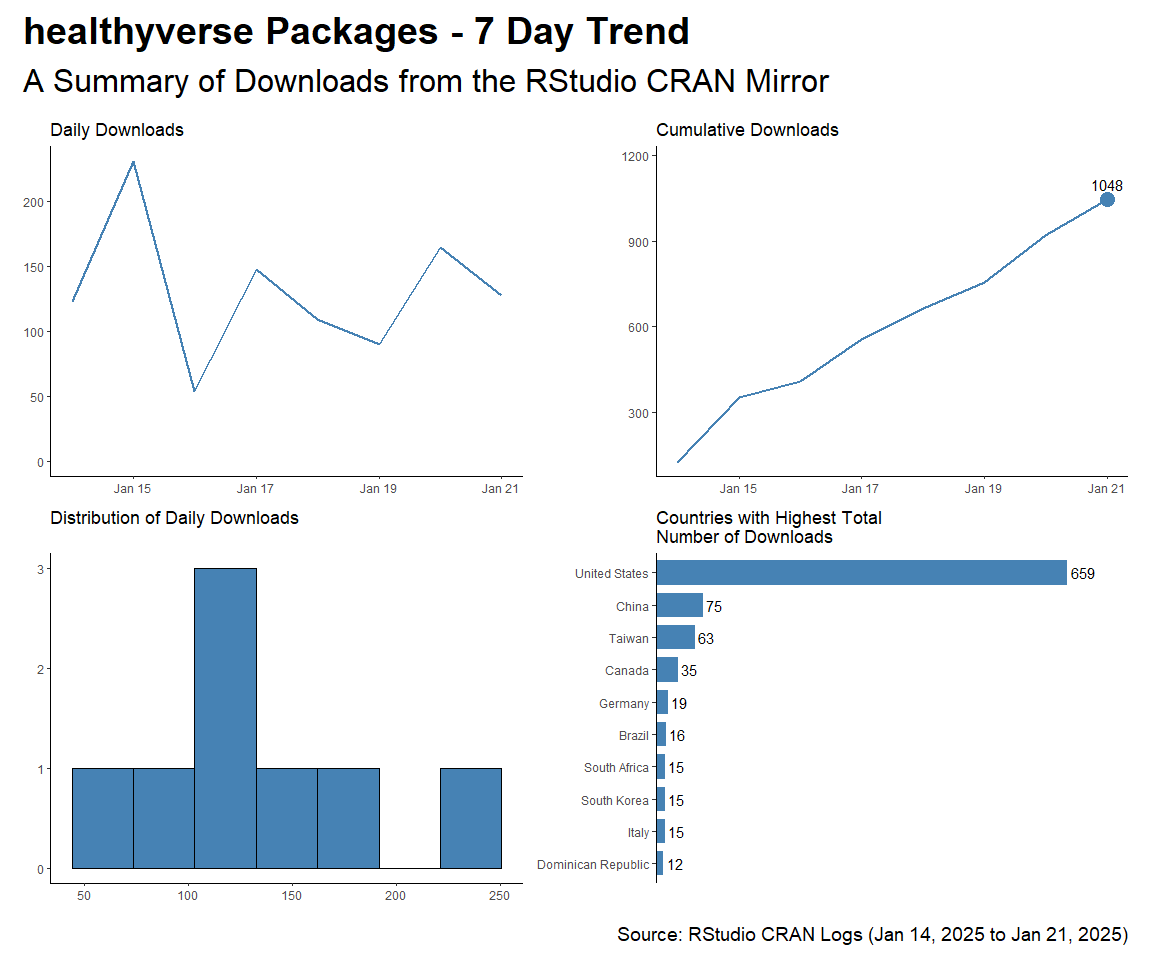 healthyverse Packages - 7 Day Trend
A Summary of Downloads from the RStudio CRAN Mirror
Daily Downloads
200
150
100
50
0
Jan 15
Jan 17
Jan 19
Jan 21
Cumulative Downloads
1200
900
600
300
1048
Jan 15
Jan 17
Jan 19
Jan 21
Distribution of Daily Downloads
3
2
1
0
50
100
150
200
250
Countries with Highest Total
Number of Downloads
United States 659
China 75
Taiwan 63
Canada 35
Germany 19
Brazil 16
South Africa 15
South Korea 15
Italy 15
Dominican Republic 12
Source: RStudio CRAN Logs (Jan 14, 2025 to Jan 21, 2025)